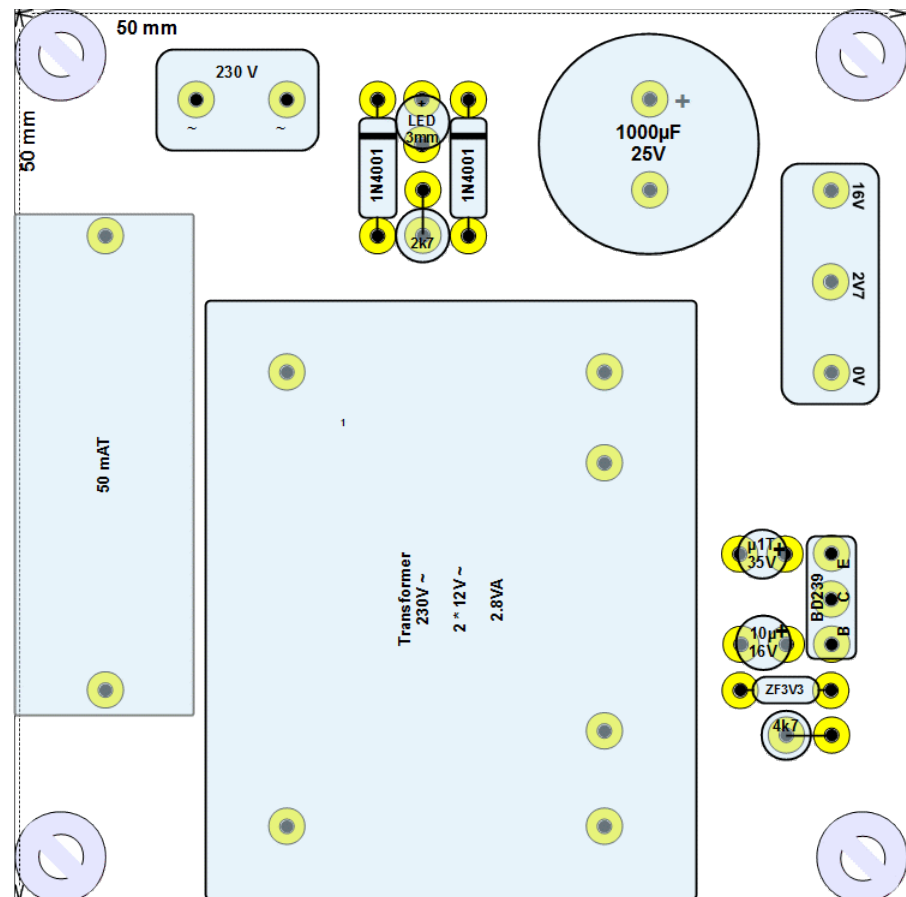 50 mm
50 mm
230 V
~ ~
+
LED
3mm
1N4001
1N4001
2k7
+
1000µF
25V
16V
2V7
0V
50 mAT
1
Transformer
230V ~
2 * 12V ~
2.8VA
µ1T+
35V
10µ+
16V
BD239
E
C
B
ZF3V3
4k7